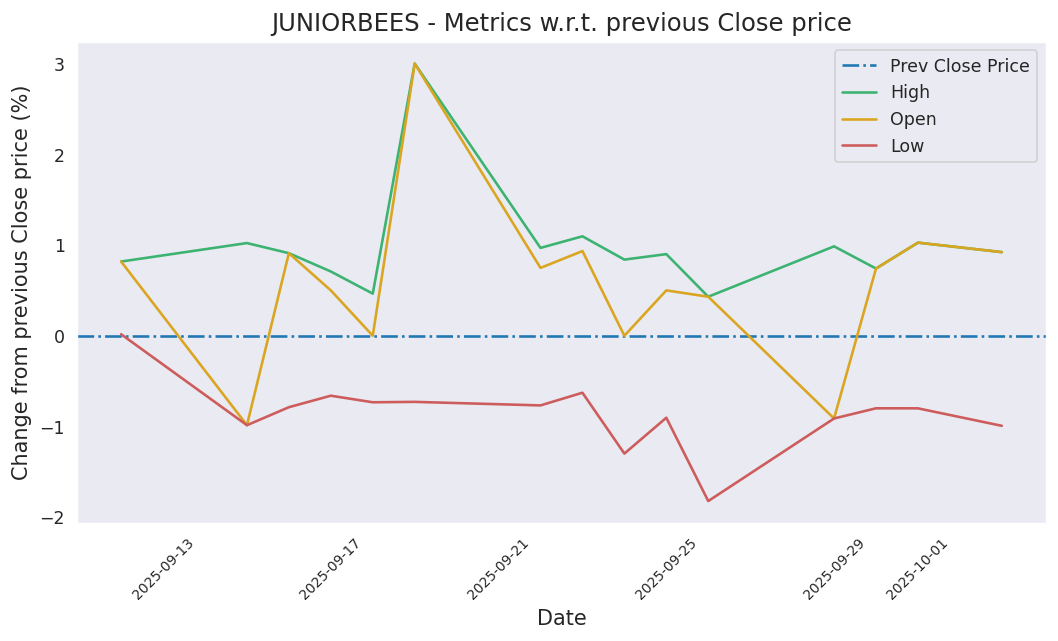 JUNIORBEES - Metrics w.r.t. previous Close price
Prev Close Price
High
Open
Low
Change from previous Close price (%)
3
2
1
0
−1
−2
2025-09-13
2025-09-17
2025-09-21
2025-09-25
2025-09-29
2025-10-01
Date